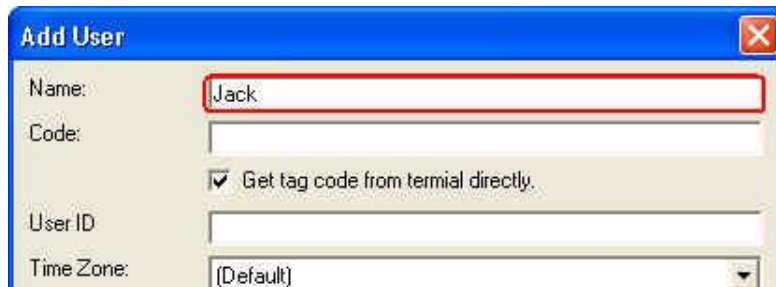 Add User
Name: Jack
Code:
Get tag code from termial directly.
User ID
Time Zone: (Default)